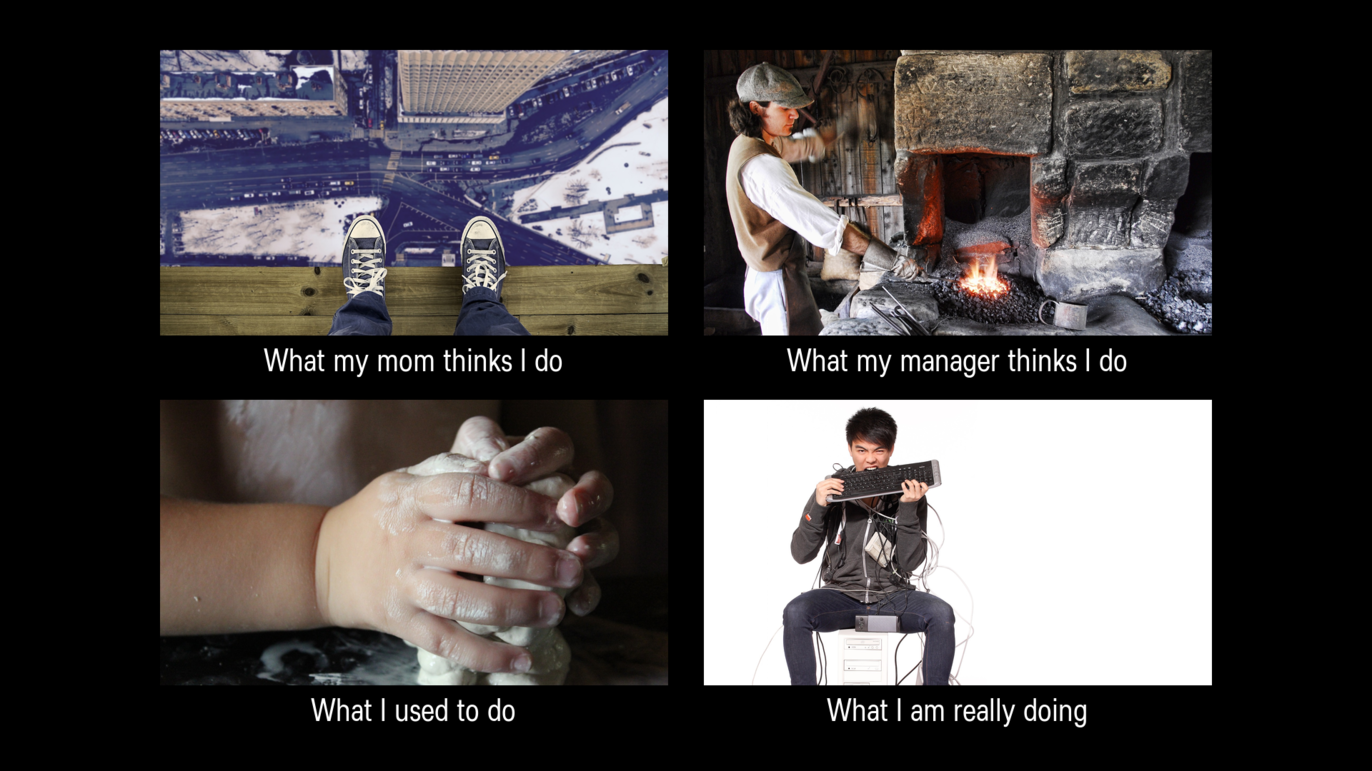 What my mom thinks I do
What my manager thinks I do
What I used to do
What I am really doing